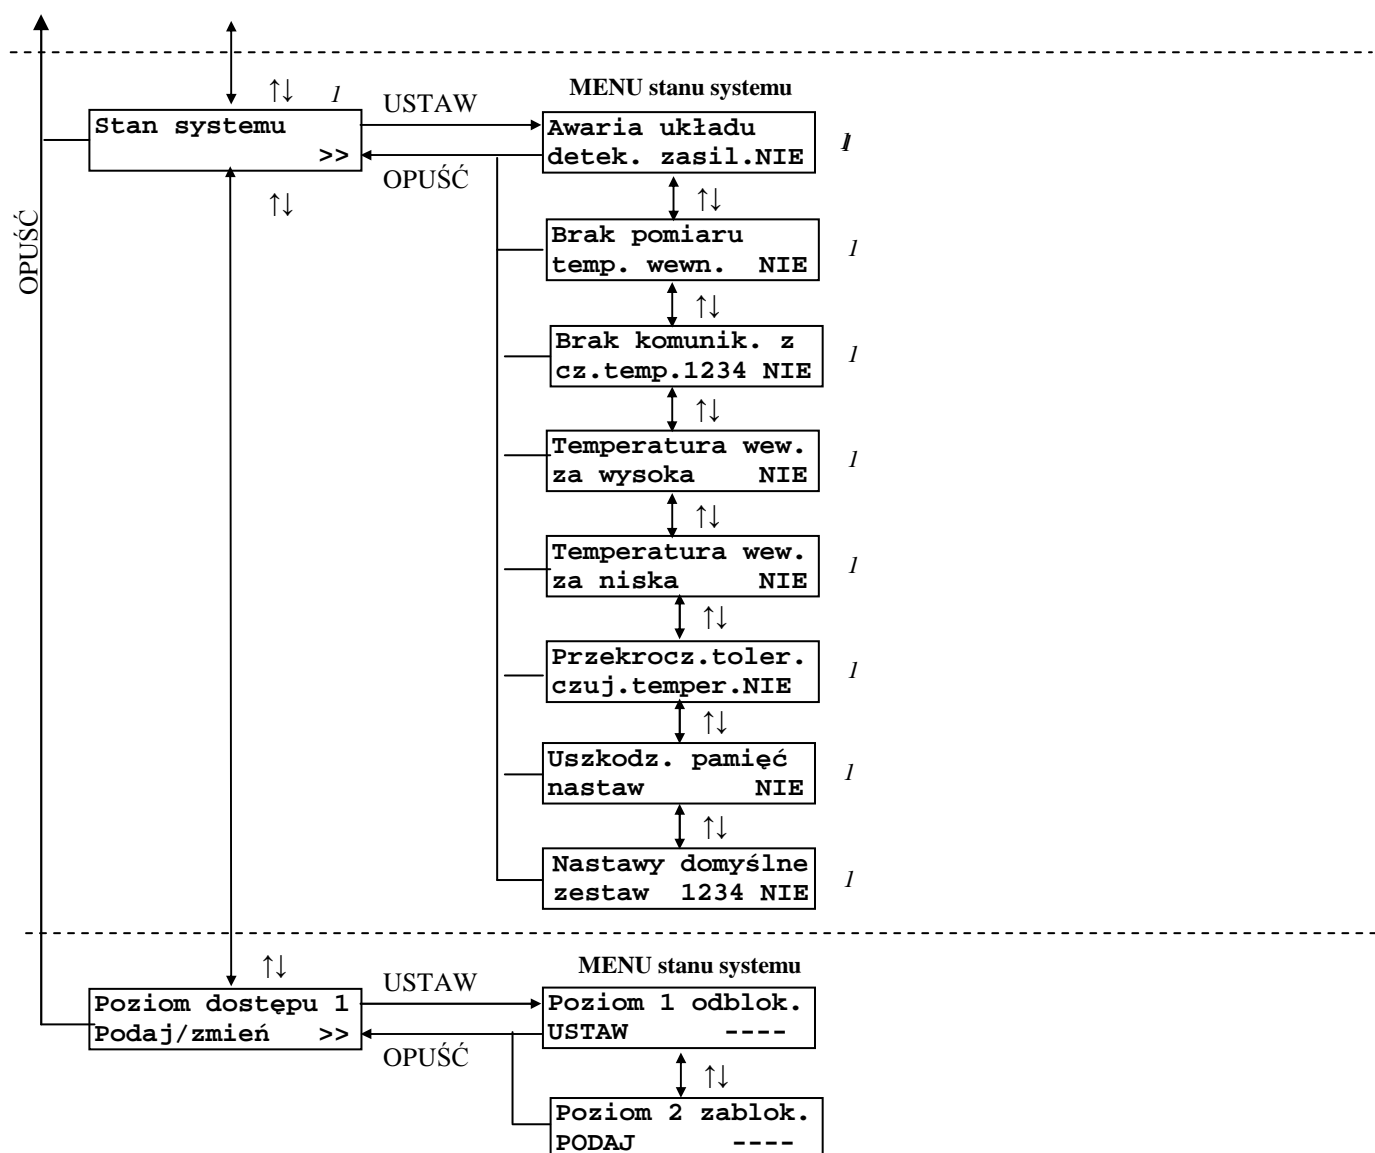 MENU stanu systemu
↑↓ 1
USTAW
Stan systemu
>>
OPUŚĆ
↑↓
OPUŚĆ
Awaria układu
detek. zasil.NIE
1
↑↓
Brak pomiaru
temp. wewn. NIE
1
↑↓
Brak komunik. z
cz.temp.1234 NIE
1
↑↓
Temperatura wew.
za wysoka NIE
1
↑↓
Temperatura wew.
za niska NIE
1
↑↓
Przekrocz.toler.
czuj.temper.NIE
1
↑↓
Uszkodz. pamięć
nastaw NIE
1
↑↓
Nastawy domyślne
zestaw 1234 NIE
1
MENU stanu systemu
↑↓
USTAW
Poziom dostępu 1
Podaj/zmień >>
OPUŚĆ
Poziom 1 odblok.
USTAW ----
↑↓
Poziom 2 zablok.
PODAJ ----